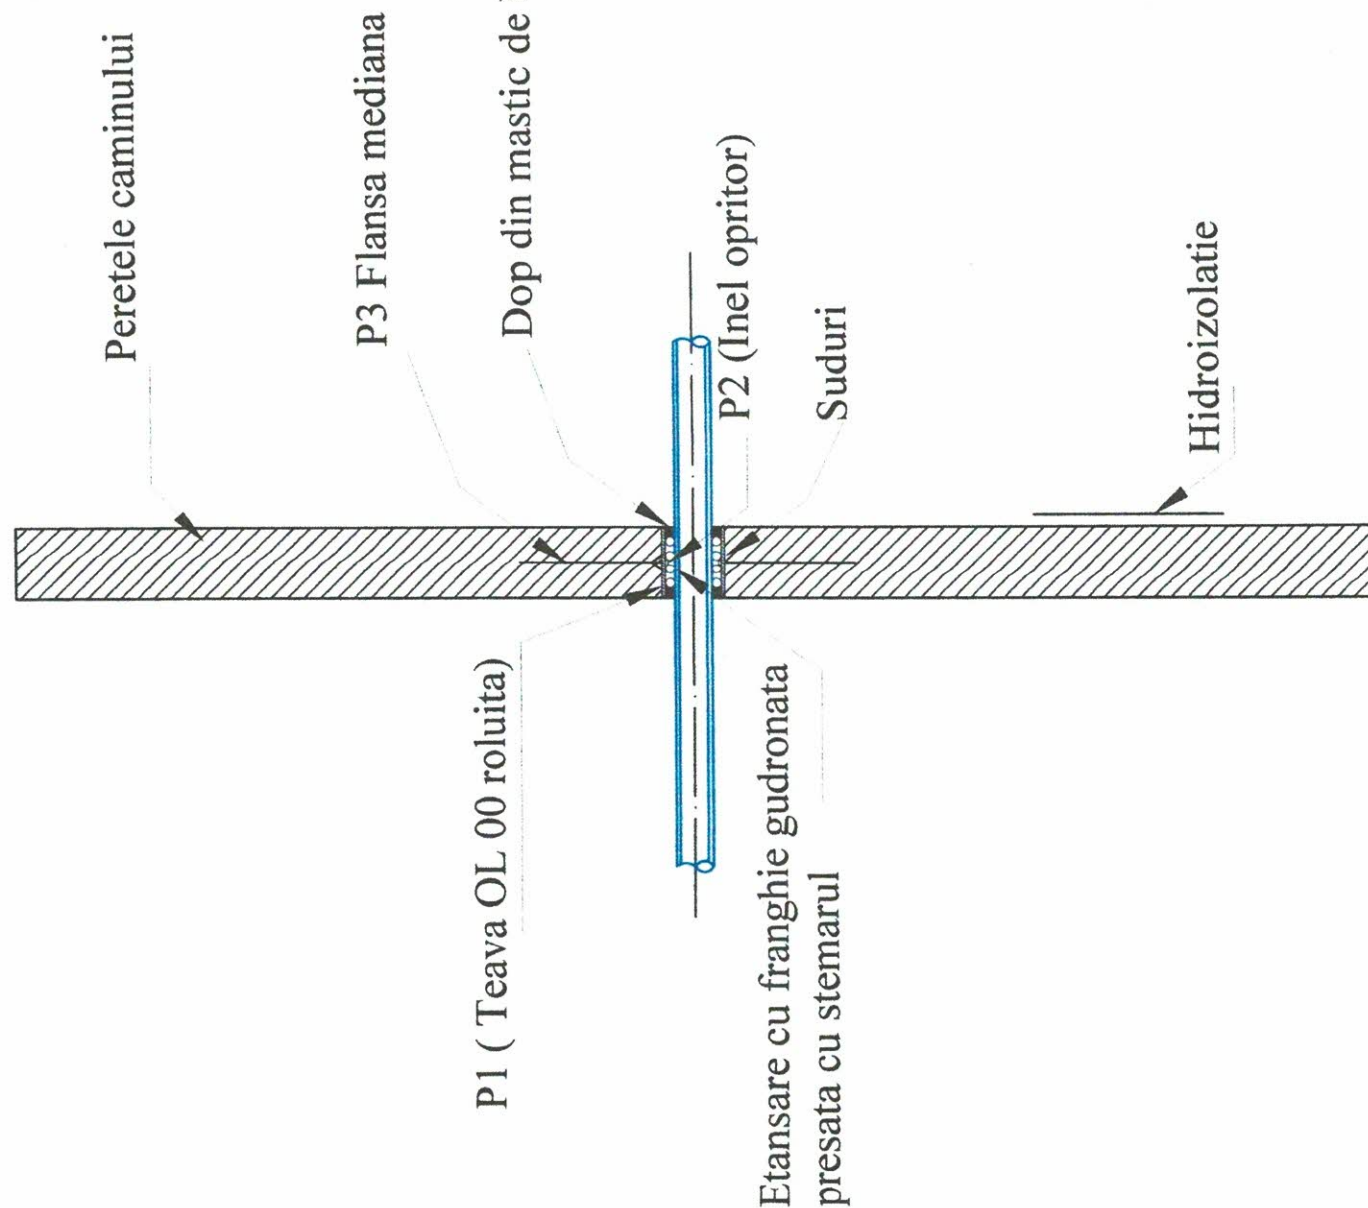 Peretele caminului
P3 Flansa mediana
Dop din mastic de
P2 (Inel opritor)
Suduri
Hidroizolatie
P1 ( Teava OL 00 roluita)
Etansare cu franghie gudronata
presata cu stemarul